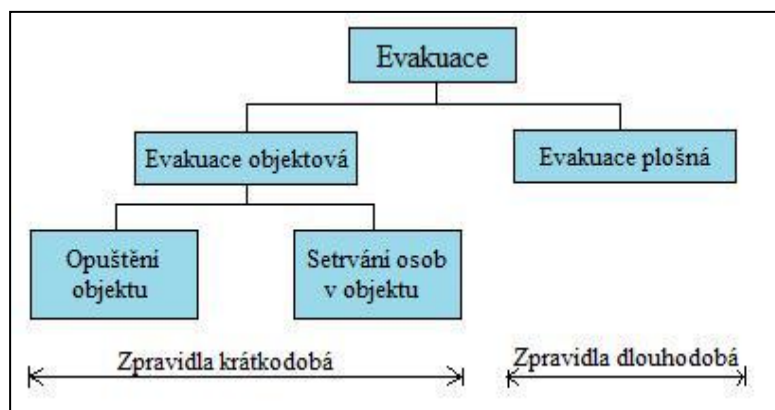 Evakuace
Evakuace objektová
Evakuace plošná
Opuštění
objektu
Setrvání osob
v objektu
Zpravidla krátkodobá
Zpravidla dlouhodobá